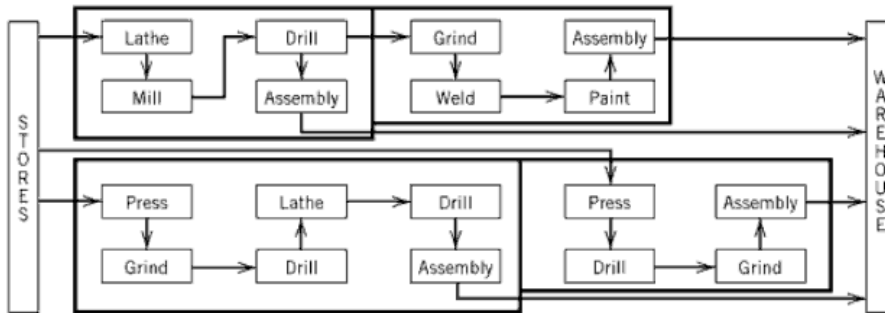 STORES
Lathe
Drill
Grind
Assembly
Mill
Assembly
Weld
Paint
Press
Lathe
Drill
Press
Assembly
Grind
Drill
Assembly
Drill
Grind
WAREHOUSE